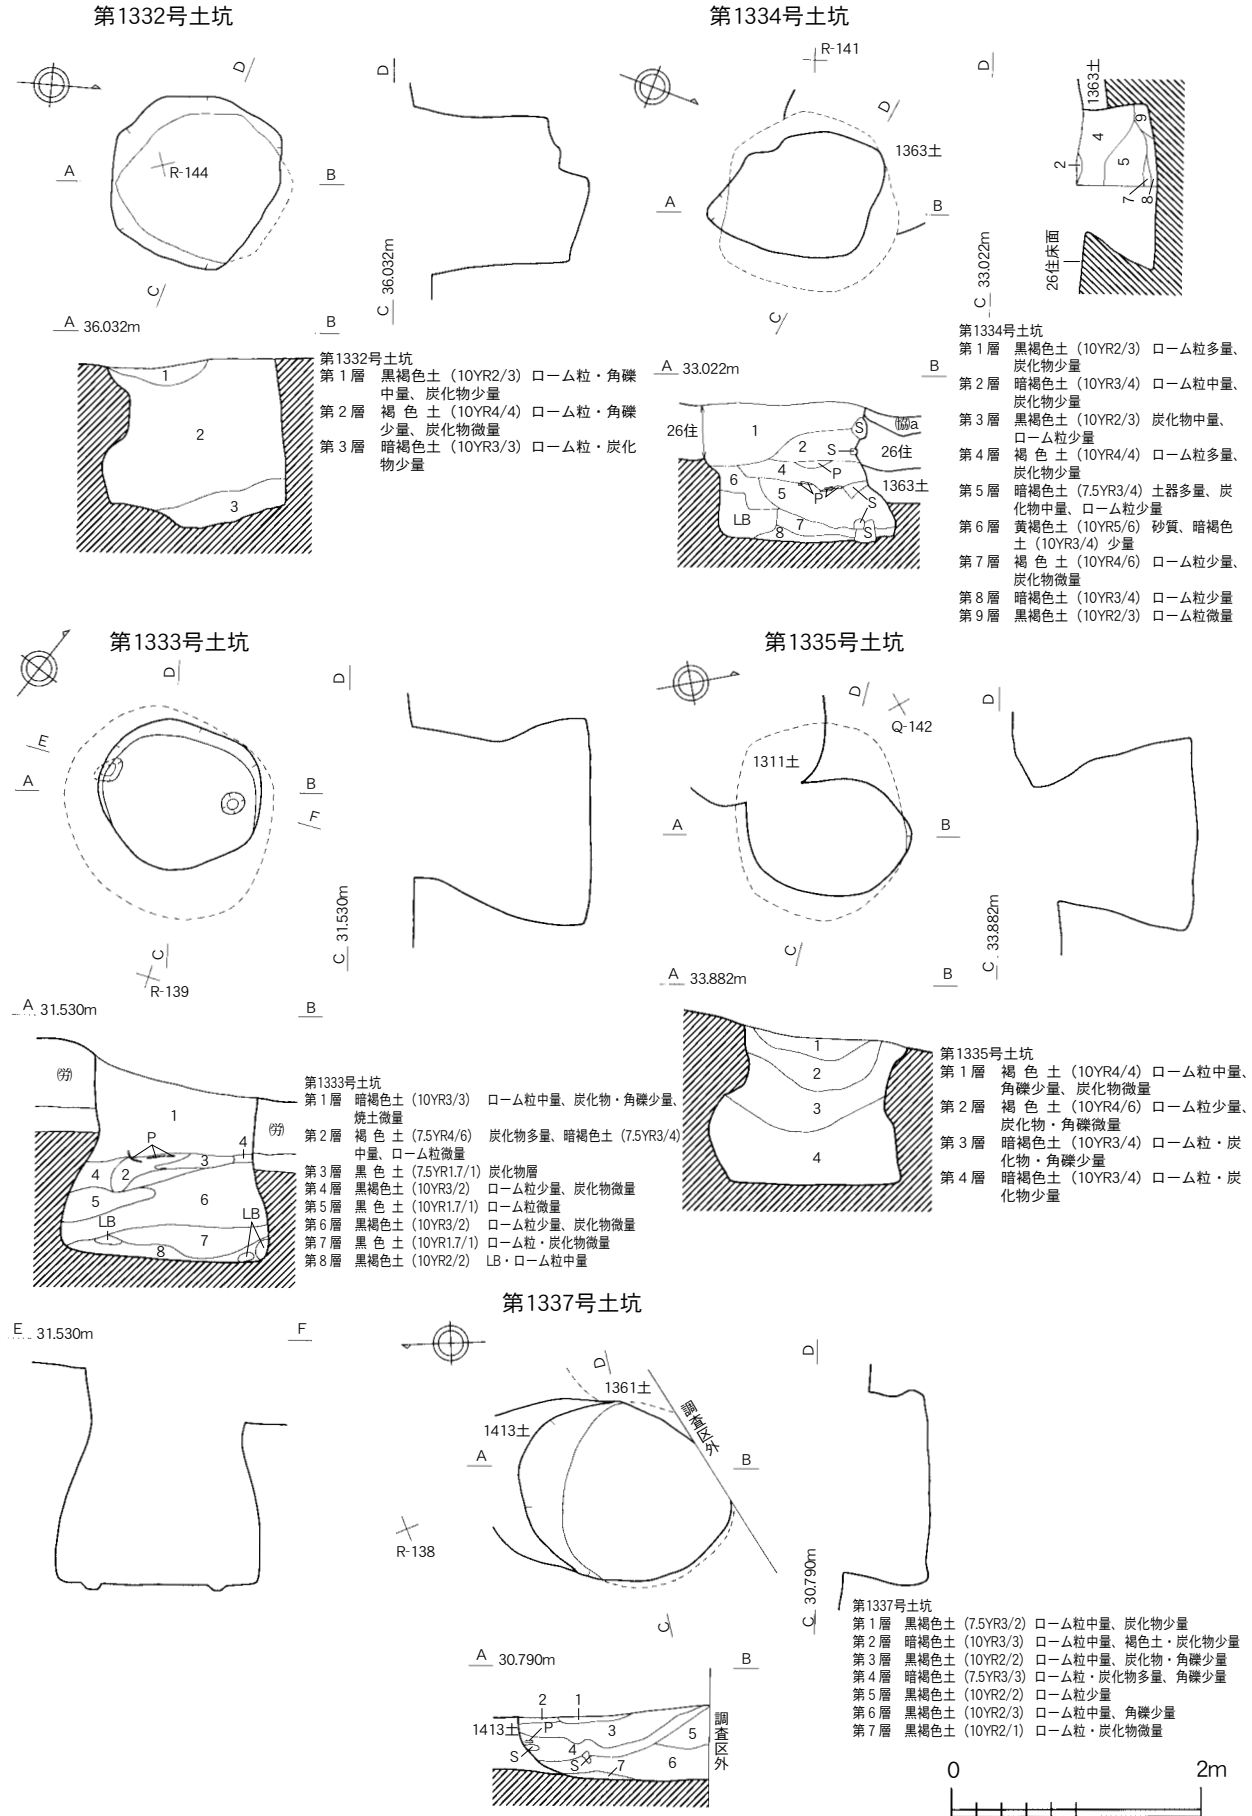 第1332号土坑
D
A
R-144
B
C
D
C 36.032m
A 36.032m
B
1
2
3
第1332号土坑
第1層 黒褐色土（10YR2/3）ローム粒・角礫
中量、炭化物少量
第2層 褐 色 土（10YR4/4）ローム粒・角礫
少量、炭化物微量
第3層 暗褐色土（10YR3/3）ローム粒・炭化
物少量
第1334号土坑
R-141
D
1363土
A
B
C
D
C 33.022m
1363土
4
9
2
5
7
8
26住床面
A 33.022m
B
26住
1
S
2
S
26住
4
P
6
1363土
5
P
S
LB
7
8
S
a
第1334号土坑
第1層 黒褐色土（10YR2/3）ローム粒多量、
炭化物少量
第2層 暗褐色土（10YR3/4）ローム粒中量、
炭化物少量
第3層 黒褐色土（10YR2/3）炭化物中量、
ローム粒少量
第4層 褐 色 土（10YR4/4）ローム粒多量、
炭化物少量
第5層 暗褐色土（7.5YR3/4）土器多量、炭
化物中量、ローム粒少量
第6層 黄褐色土（10YR5/6）砂質、暗褐色
土（10YR3/4）少量
第7層 褐 色 土（10YR4/6）ローム粒少量、
炭化物微量
第8層 暗褐色土（10YR3/4）ローム粒少量
第9層 黒褐色土（10YR2/3）ローム粒微量
第1333号土坑
D
E
A
B
F
C
R-139
D
C 31.530m
A 31.530m
B
1
P
4
3
4
2
5
6
LB
LB
7
8
第1333号土坑
第1層 暗褐色土（10YR3/3） ローム粒中量、炭化物・角礫少量、
焼土微量
第2層 褐 色 土（7.5YR4/6） 炭化物多量、暗褐色土（7.5YR3/4）
中量、ローム粒微量
第3層 黒 色 土（7.5YR1.7/1）炭化物層
第4層 黒褐色土（10YR3/2） ローム粒少量、炭化物微量
第5層 黒 色 土（10YR1.7/1）ローム粒微量
第6層 黒褐色土（10YR3/2） ローム粒少量、炭化物微量
第7層 黒 色 土（10YR1.7/1）ローム粒・炭化物微量
第8層 黒褐色土（10YR2/2） LB・ローム粒中量
E 31.530m
F
第1335号土坑
D
Q-142
1311土
A
B
C
D
C 33.882m
A 33.882m
B
1
2
3
4
第1335号土坑
第1層 褐 色 土（10YR4/4）ローム粒中量、
角礫少量、炭化物微量
第2層 褐 色 土（10YR4/6）ローム粒少量、
炭化物・角礫微量
第3層 暗褐色土（10YR3/4）ローム粒・炭
化物・角礫少量
第4層 暗褐色土（10YR3/4）ローム粒・炭
化物少量
第1337号土坑
D
1361土
調査区外
1413土
A
B
R-138
C
D
C 30.790m
A 30.790m
B
2
1
1413土
P
3
5
4
S
S
7
6
調査区外
第1337号土坑
第1層 黒褐色土（7.5YR3/2）ローム粒中量、炭化物少量
第2層 暗褐色土（10YR3/3）ローム粒中量、褐色土・炭化物少量
第3層 黒褐色土（10YR2/2）ローム粒中量、炭化物・角礫少量
第4層 暗褐色土（7.5YR3/3）ローム粒・炭化物多量、角礫少量
第5層 黒褐色土（10YR2/2）ローム粒少量
第6層 黒褐色土（10YR2/3）ローム粒中量、角礫少量
第7層 黒褐色土（10YR2/1）ローム粒・炭化物微量
0
2m